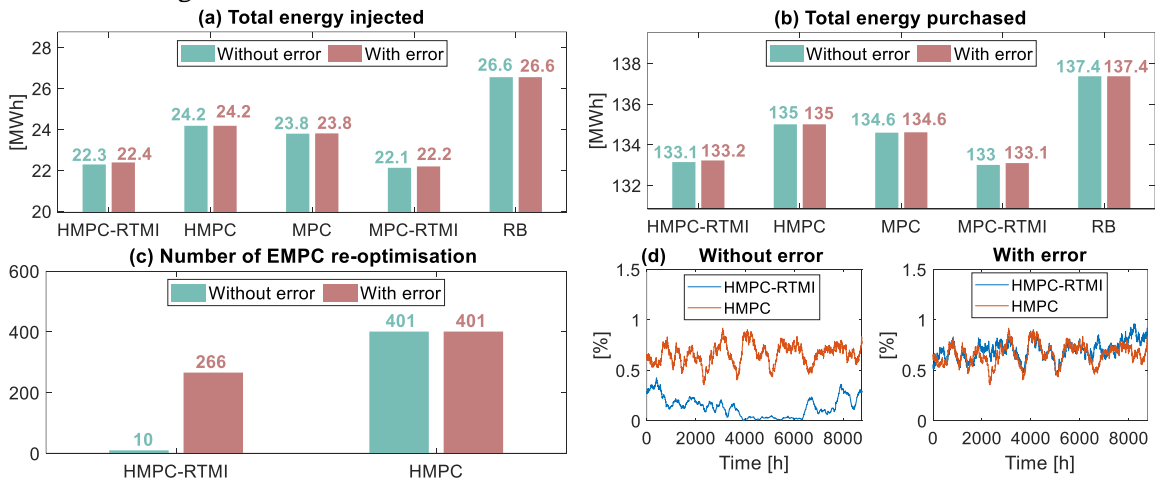 (a) Total energy injected
Without error With error
[MWh]
28
26
24
22
20
22.3 22.4
24.2 24.2
23.8 23.8
22.1 22.2
26.6 26.6
HMPC-RTMI HMPC MPC MPC-RTMI RB
(b) Total energy purchased
Without error With error
[MWh]
138
136
134
132
133.1 133.2
135 135
134.6 134.6
133 133.1
137.4 137.4
HMPC-RTMI HMPC MPC MPC-RTMI RB
(c) Number of EMPC re-optimisation
Without error With error
600
400
200
0
10 266
401 401
HMPC-RTMI HMPC
(d) Without error
HMPC-RTMI
HMPC
[%]
1.5
1
0.5
0
0 2000 4000 6000 8000
Time [h]
With error
HMPC-RTMI
HMPC
[%]
1.5
1
0.5
0
0 2000 4000 6000 8000
Time [h]